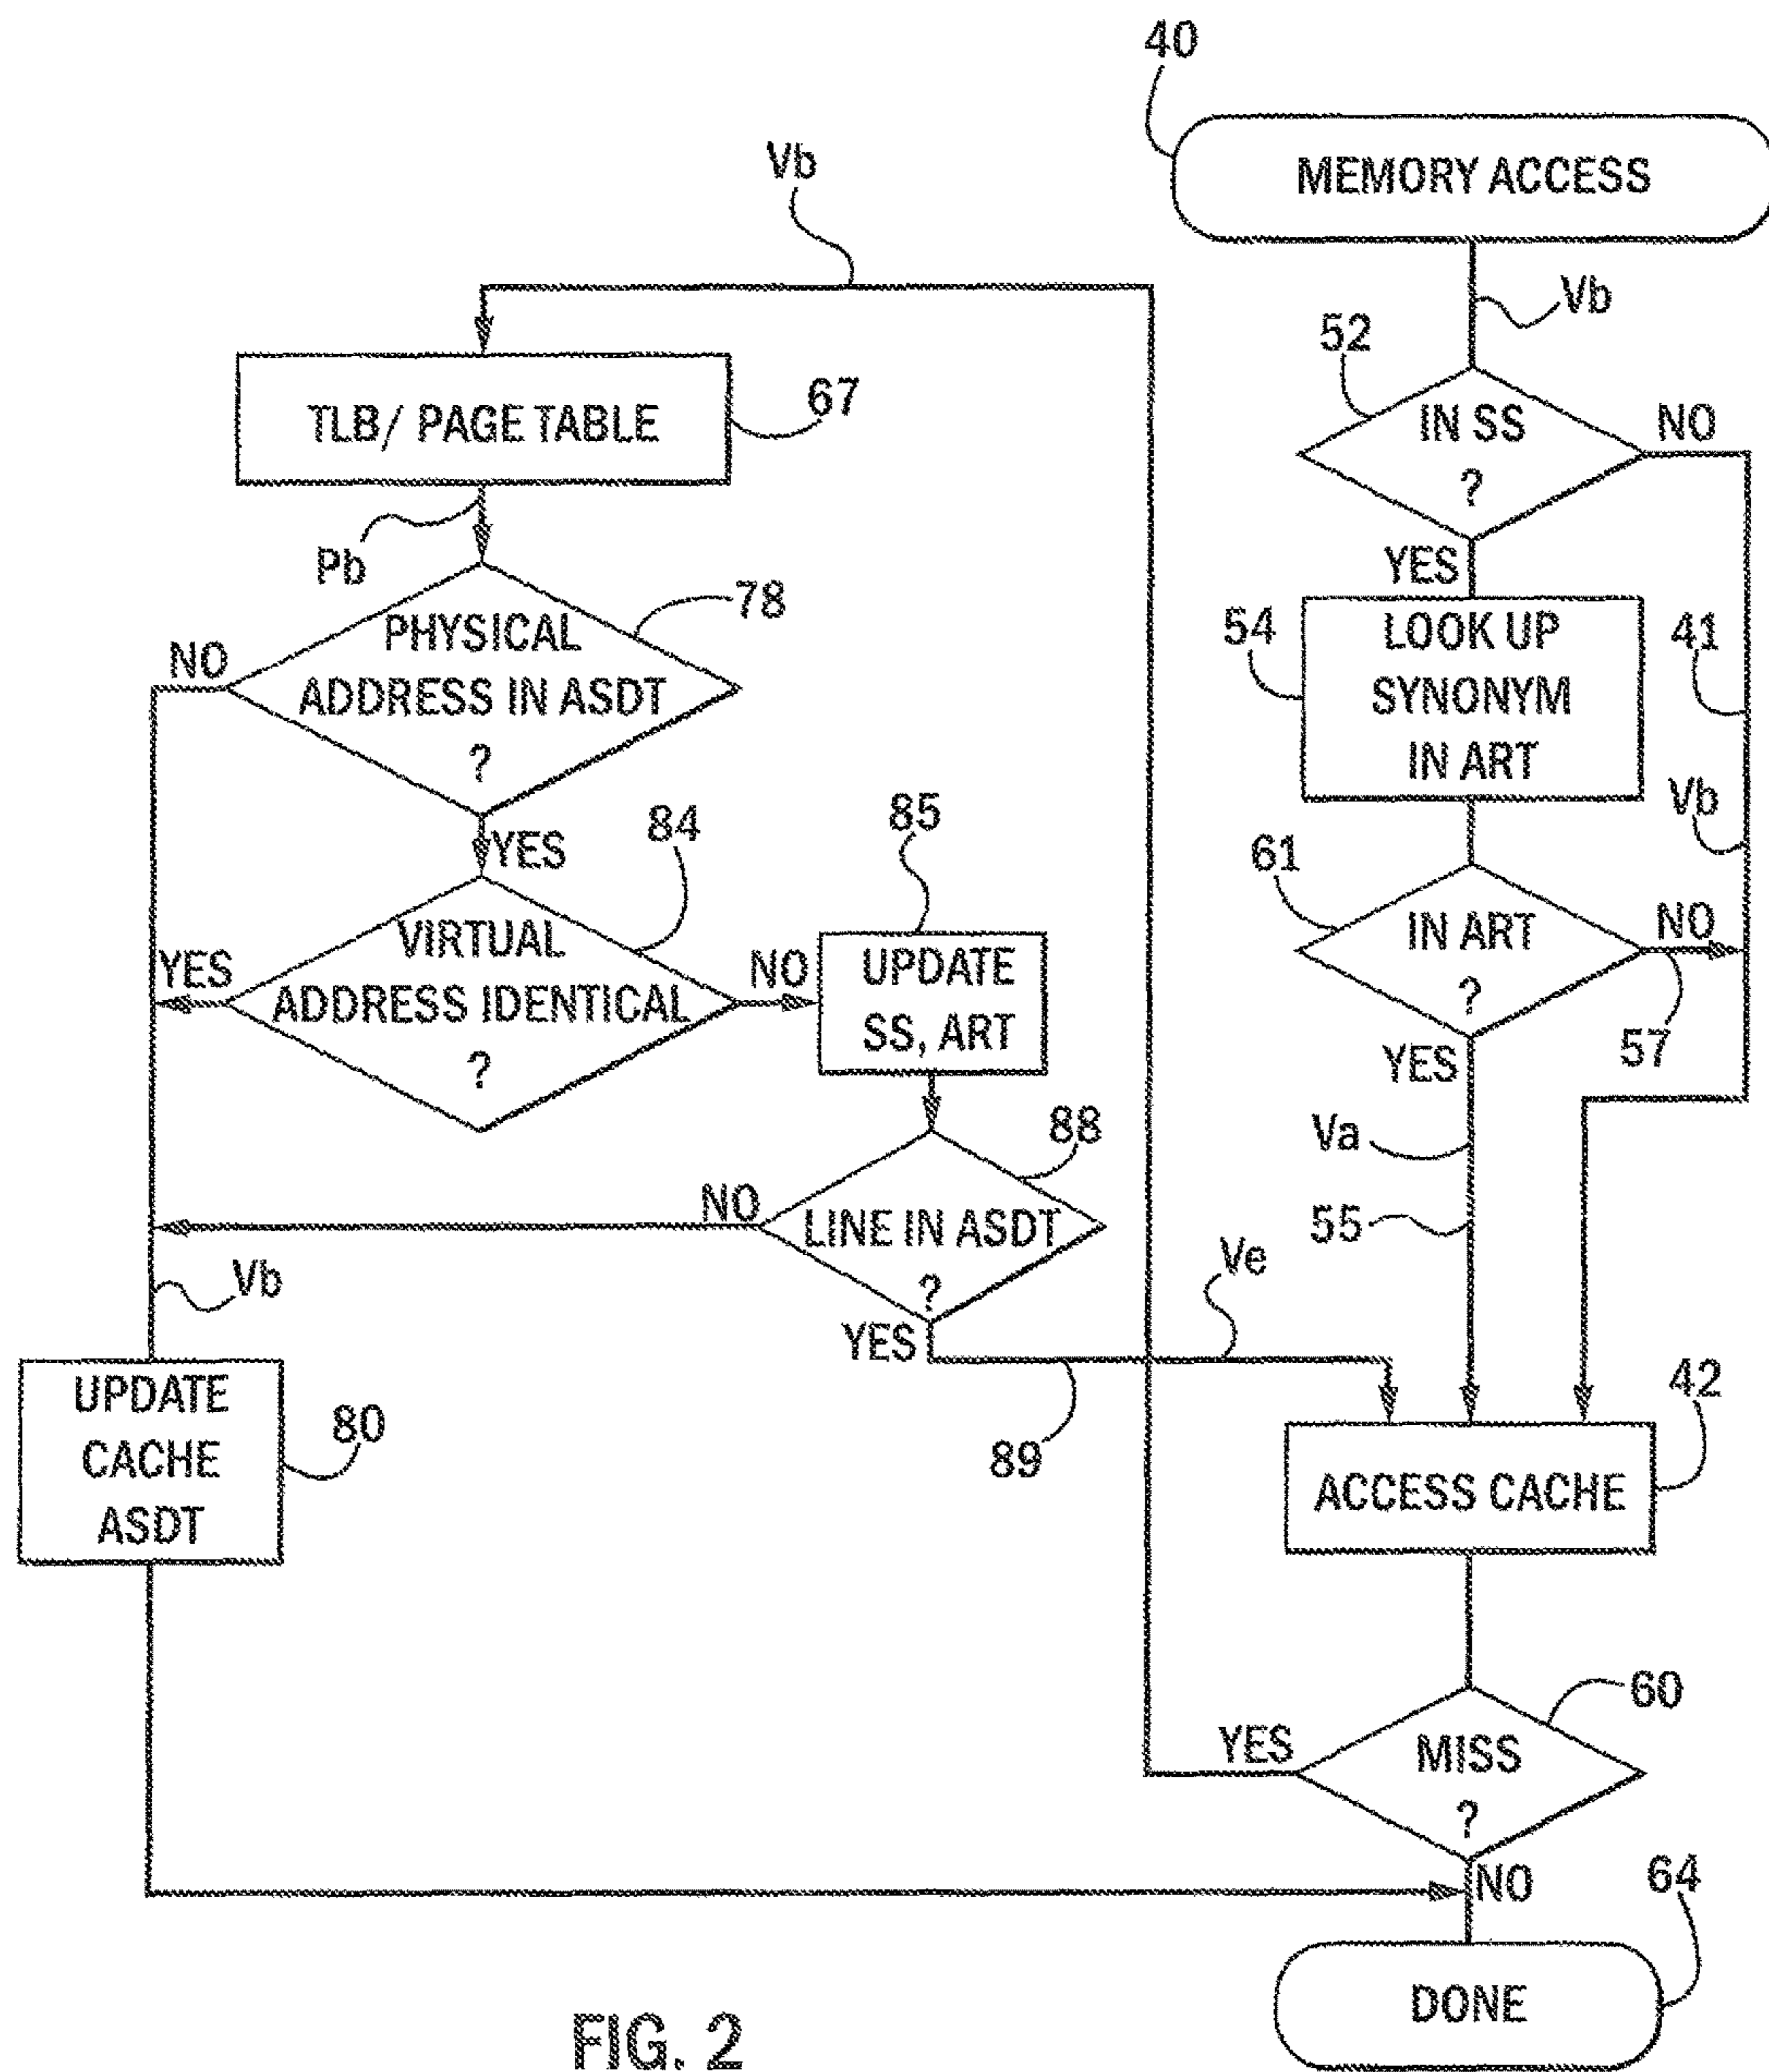 40
MEMORY ACCESS
Vb
Vb
52
IN SS
?
NO
YES
TLB/ PAGE TABLE
67
Pb
54
LOOK UP
SYNONYM
IN ART
41
Vb
PHYSICAL
ADDRESS IN ASDT
?
78
NO
YES
61
IN ART
?
NO
57
YES
Va
55
VIRTUAL
ADDRESS IDENTICAL
?
84
YES
NO
85
UPDATE
SS, ART
88
LINE IN ASDT
?
NO
YES
Ve
89
Vb
UPDATE
CACHE
ASDT
80
42
ACCESS CACHE
60
MISS
?
YES
NO
64
DONE
FIG. 2